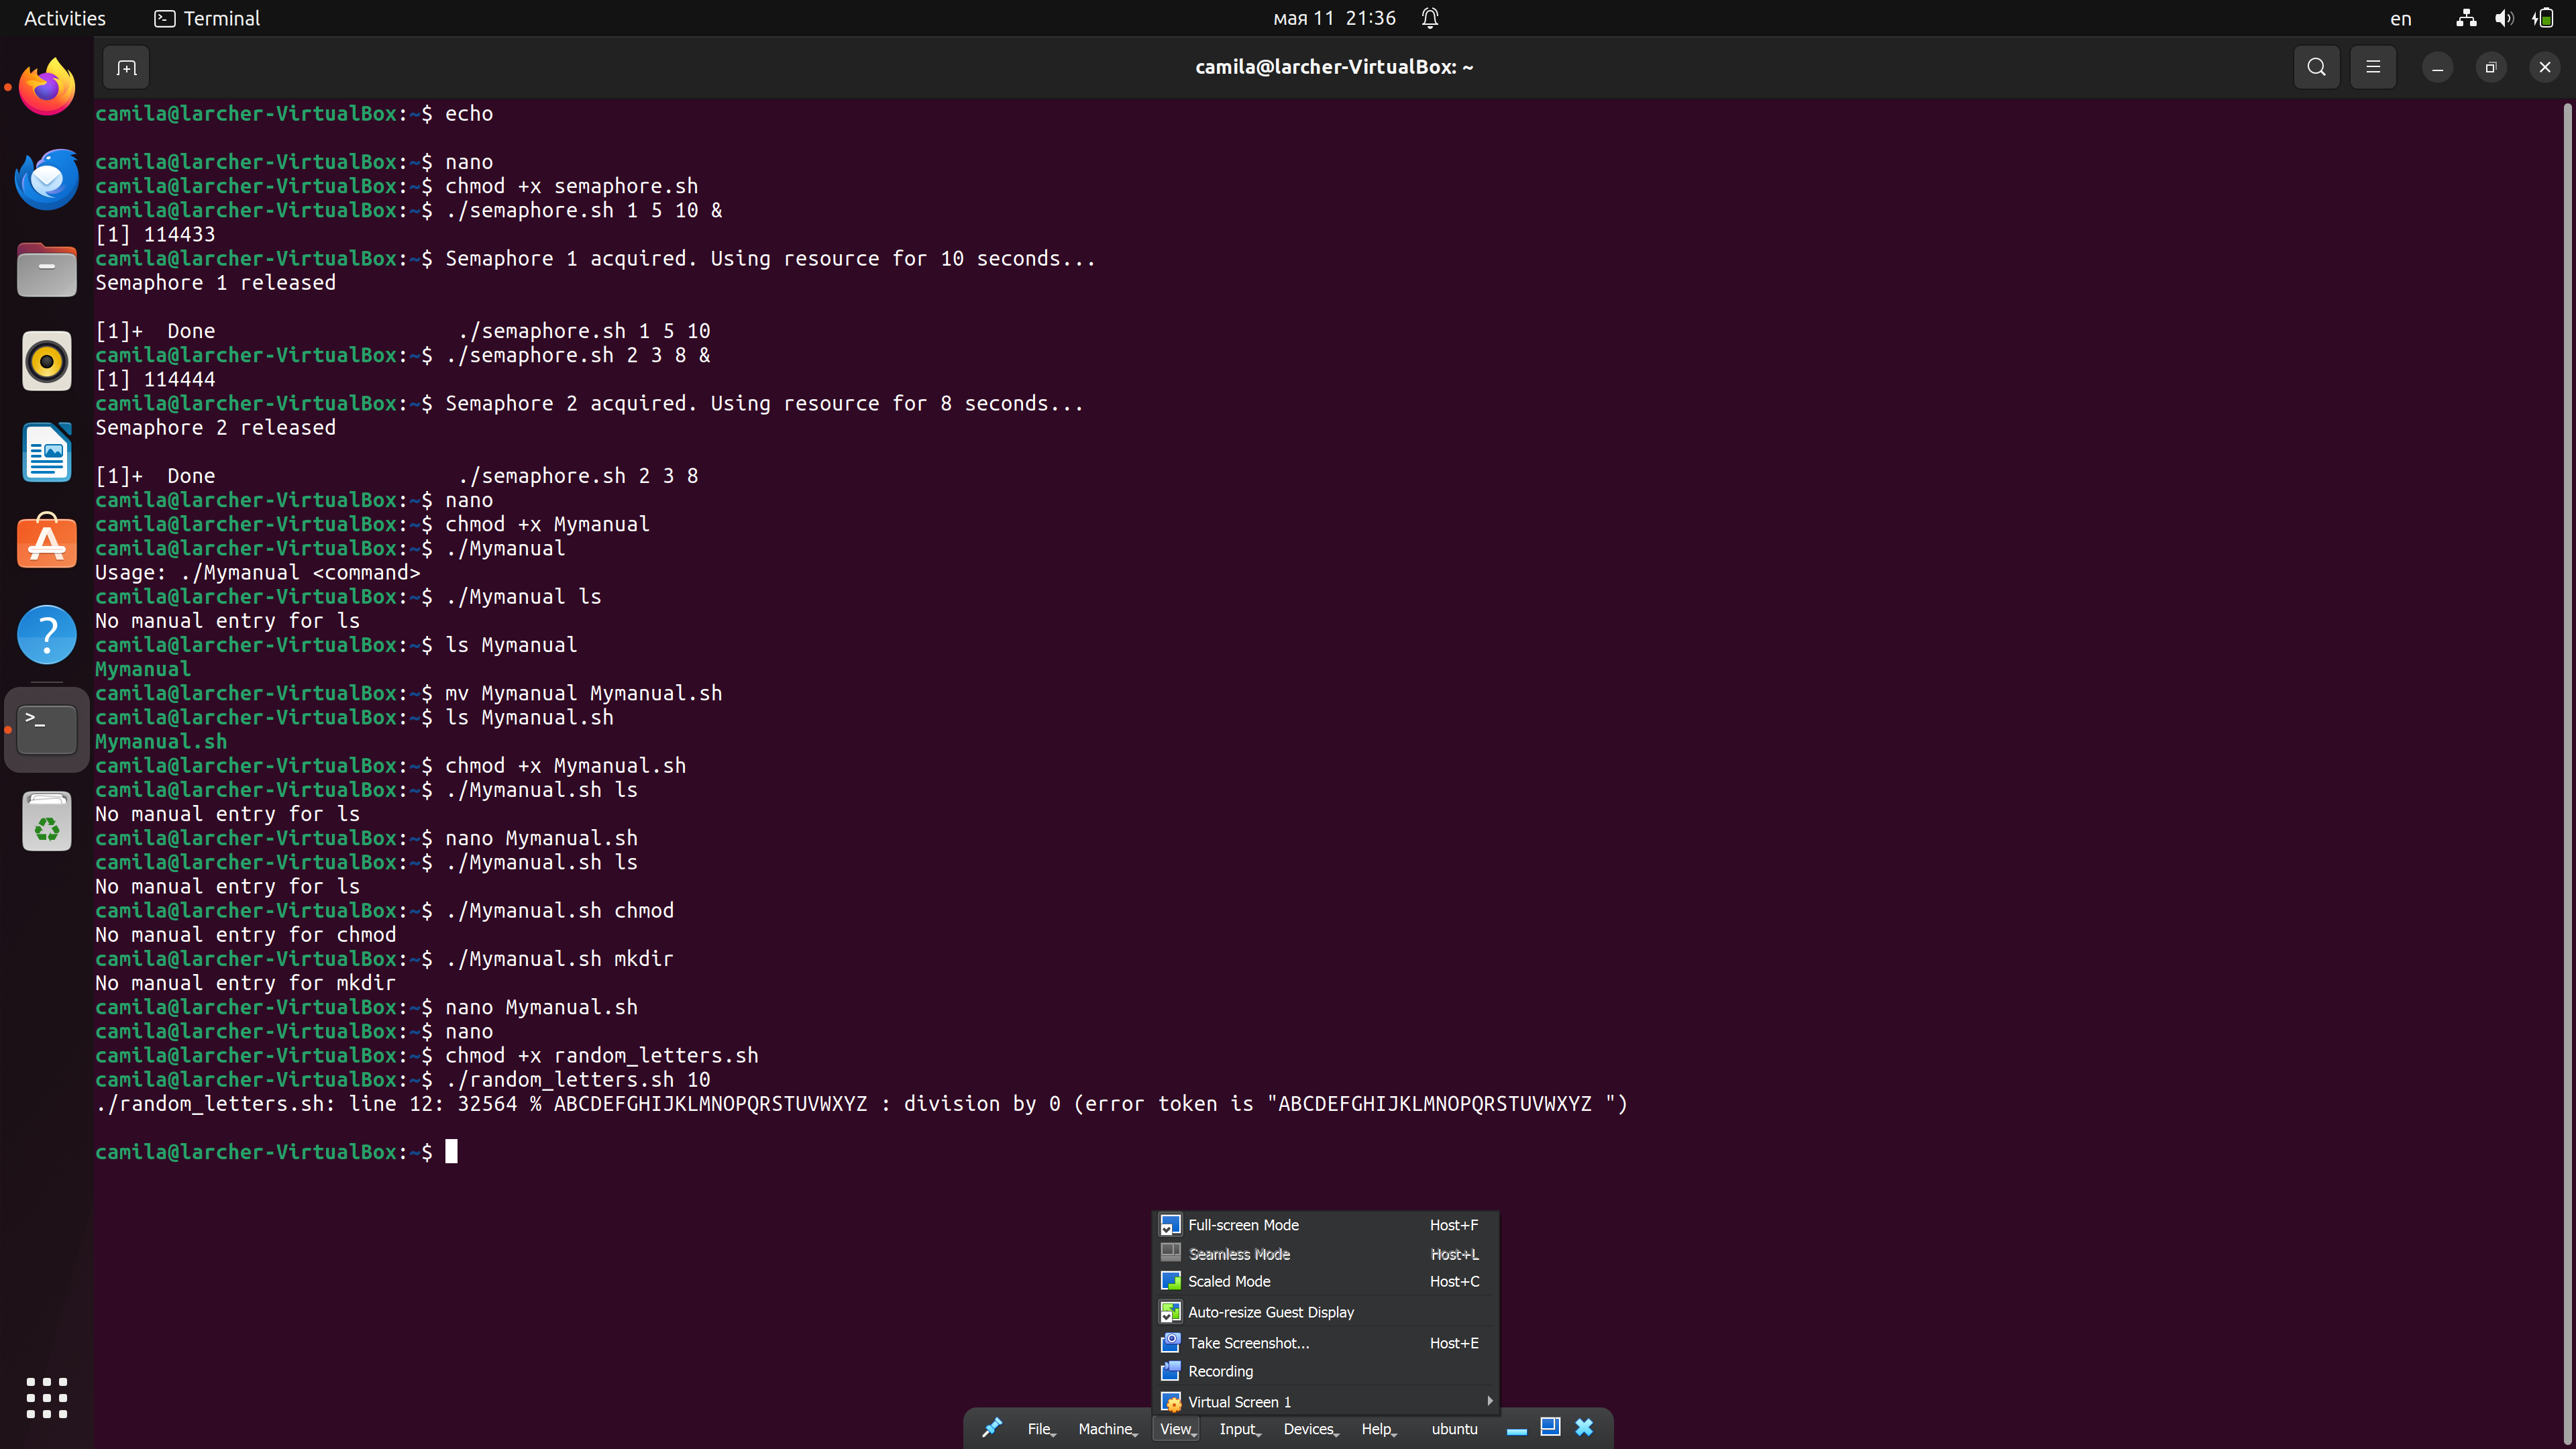 Activities Terminal мая 11 21:36 en
camila@larcher-VirtualBox: ~
camila@larcher-VirtualBox:~$ echo
camila@larcher-VirtualBox:~$ nano
camila@larcher-VirtualBox:~$ chmod +x semaphore.sh
camila@larcher-VirtualBox:~$ ./semaphore.sh 1 5 10 &
[1] 114433
camila@larcher-VirtualBox:~$ Semaphore 1 acquired. Using resource for 10 seconds...
Semaphore 1 released
[1]+  Done                    ./semaphore.sh 1 5 10
camila@larcher-VirtualBox:~$ ./semaphore.sh 2 3 8 &
[1] 114444
camila@larcher-VirtualBox:~$ Semaphore 2 acquired. Using resource for 8 seconds...
Semaphore 2 released
[1]+  Done                    ./semaphore.sh 2 3 8
camila@larcher-VirtualBox:~$ nano
camila@larcher-VirtualBox:~$ chmod +x Mymanual
camila@larcher-VirtualBox:~$ ./Mymanual
Usage: ./Mymanual <command>
camila@larcher-VirtualBox:~$ ./Mymanual ls
No manual entry for ls
camila@larcher-VirtualBox:~$ ls Mymanual
Mymanual
camila@larcher-VirtualBox:~$ mv Mymanual Mymanual.sh
camila@larcher-VirtualBox:~$ ls Mymanual.sh
Mymanual.sh
camila@larcher-VirtualBox:~$ chmod +x Mymanual.sh
camila@larcher-VirtualBox:~$ ./Mymanual.sh ls
No manual entry for ls
camila@larcher-VirtualBox:~$ nano Mymanual.sh
camila@larcher-VirtualBox:~$ ./Mymanual.sh ls
No manual entry for ls
camila@larcher-VirtualBox:~$ ./Mymanual.sh chmod
No manual entry for chmod
camila@larcher-VirtualBox:~$ ./Mymanual.sh mkdir
No manual entry for mkdir
camila@larcher-VirtualBox:~$ nano Mymanual.sh
camila@larcher-VirtualBox:~$ nano
camila@larcher-VirtualBox:~$ chmod +x random_letters.sh
camila@larcher-VirtualBox:~$ ./random_letters.sh 10
./random_letters.sh: line 12: 32564 % ABCDEFGHIJKLMNOPQRSTUVWXYZ : division by 0 (error token is "ABCDEFGHIJKLMNOPQRSTUVWXYZ ")
camila@larcher-VirtualBox:~$
Full-screen Mode Host+F
Seamless Mode Host+L
Scaled Mode Host+C
Auto-resize Guest Display
Take Screenshot... Host+E
Recording
Virtual Screen 1
File Machine View Input Devices Help ubuntu